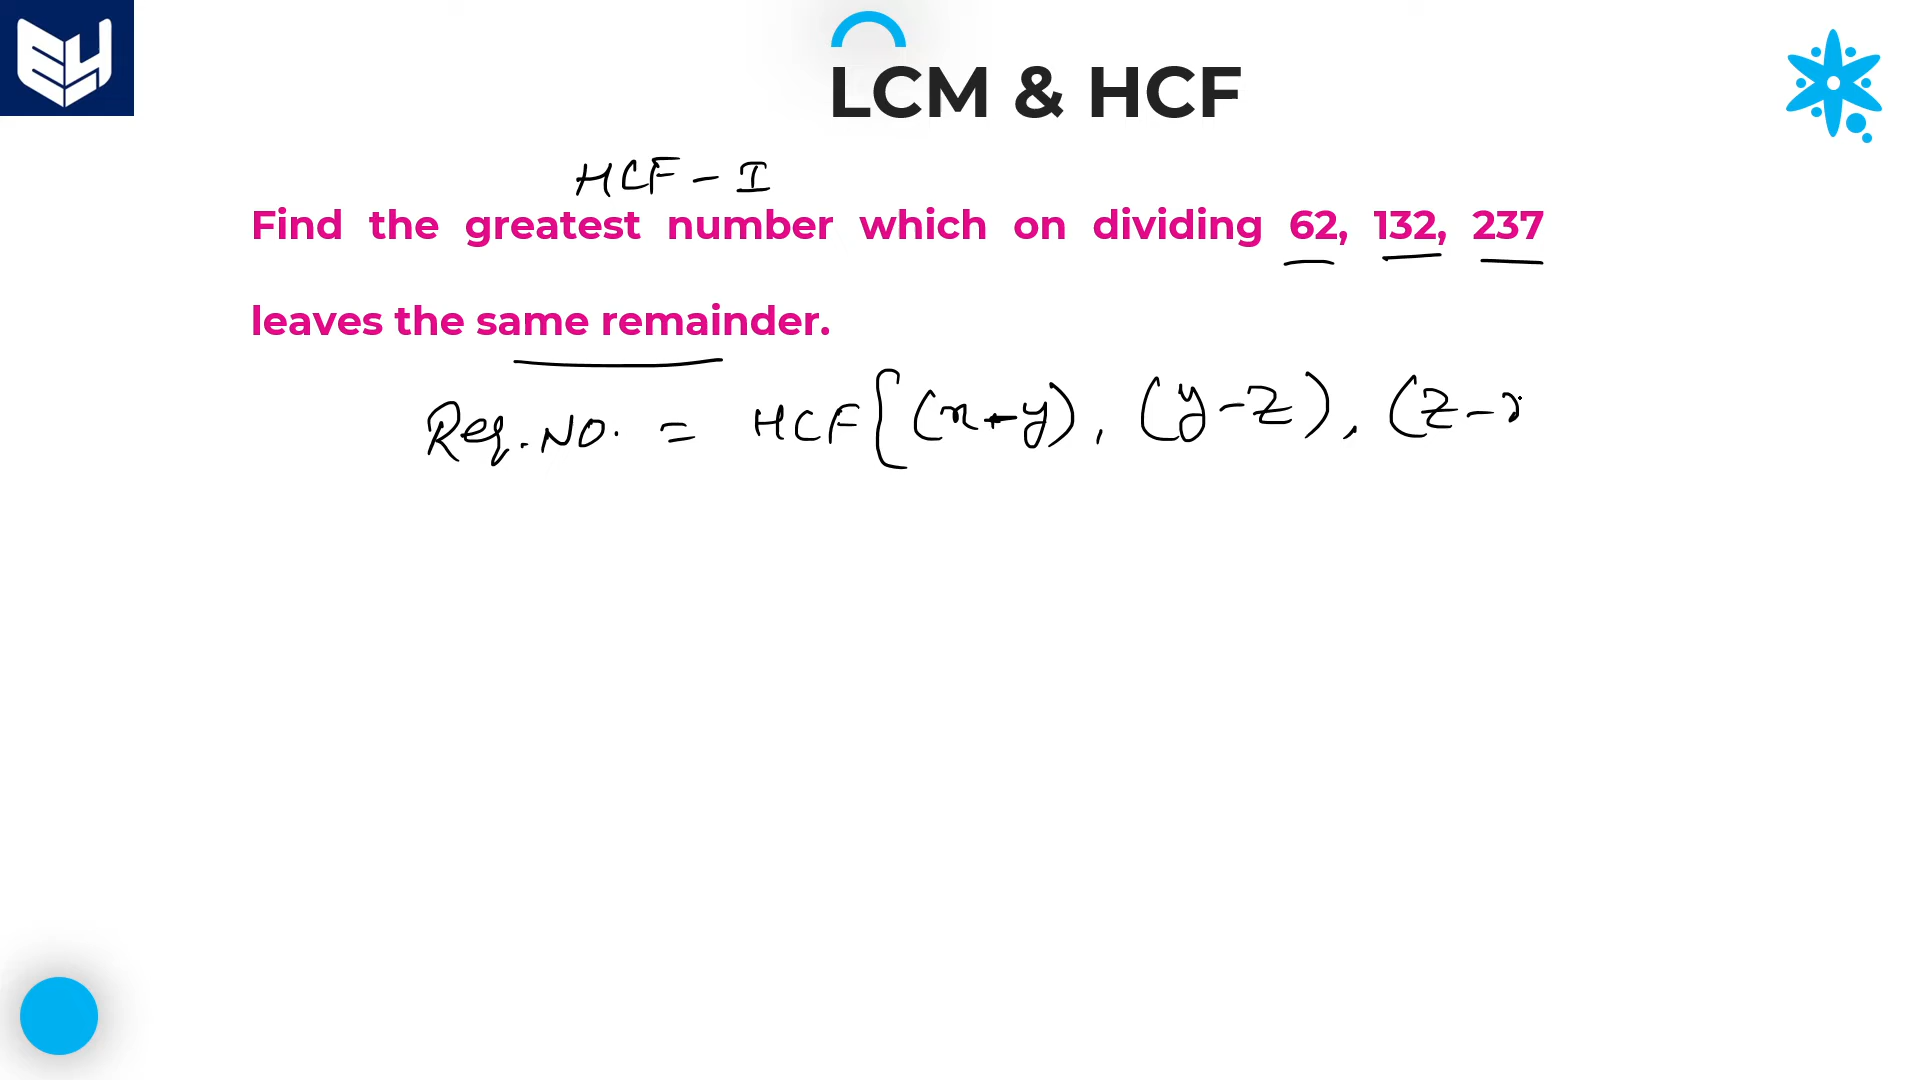 LCM & HCF
HCF - I
Find the greatest number which on dividing 62, 132, 237
leaves the same remainder.
Req. No. = HCF{(x-y), (y-z), (z-x